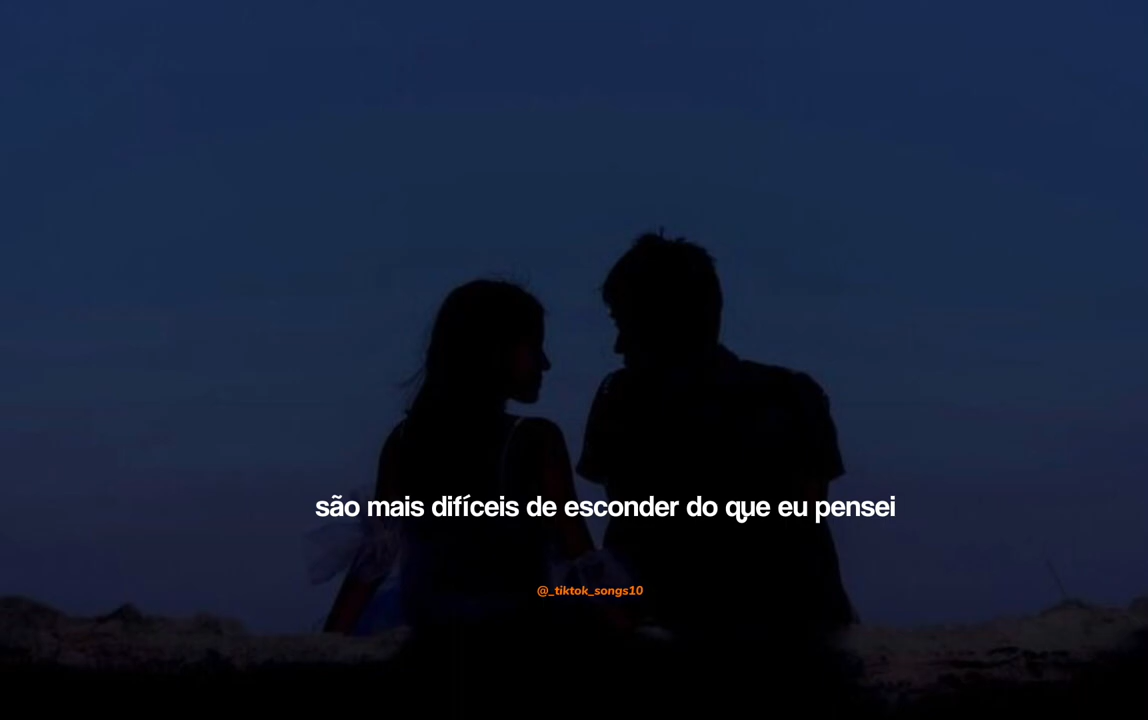 são mais difíceis de esconder do que eu pensei
@_tiktok_songs10